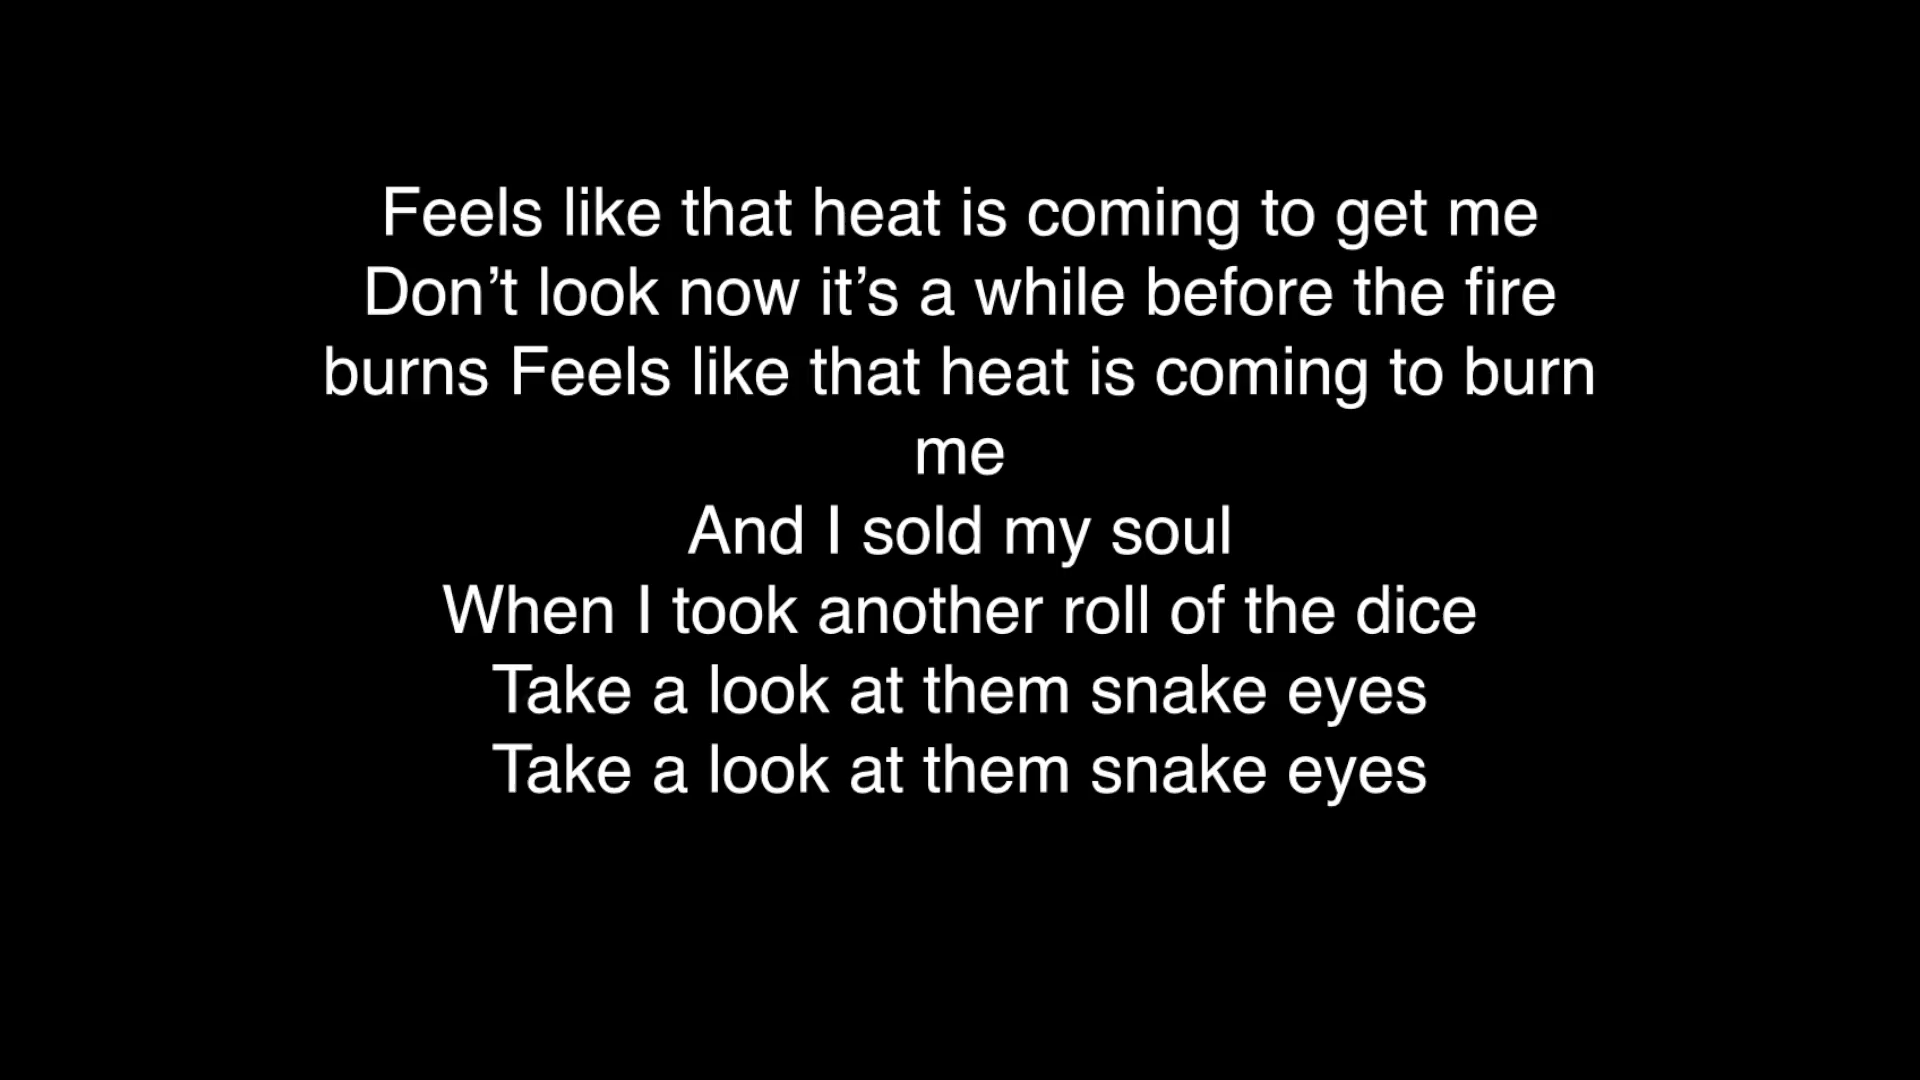 Feels like that heat is coming to get me
Don’t look now it’s a while before the fire
burns Feels like that heat is coming to burn
me
And I sold my soul
When I took another roll of the dice
Take a look at them snake eyes
Take a look at them snake eyes